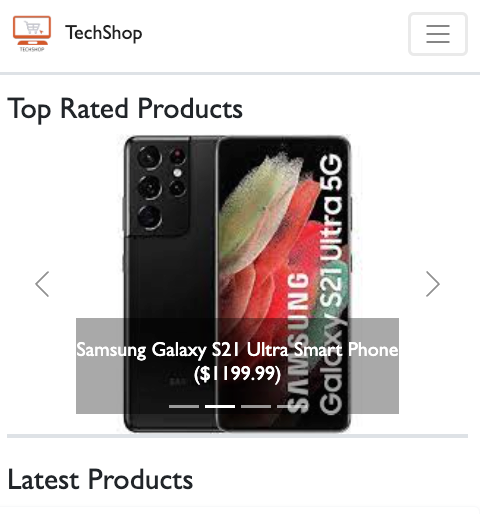 TechShop
TECHSHOP
Top Rated Products
SAMSUNG
Galaxy S21 Ultra 5G
Samsung Galaxy S21 Ultra Smart Phone
($1199.99)
Latest Products